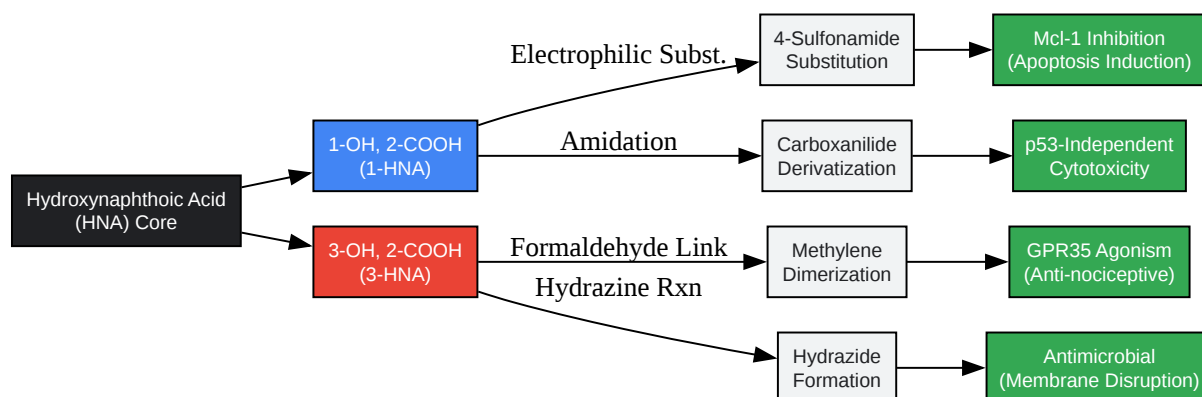 Hydroxynaphthoic Acid
(HNA) Core
1-OH, 2-COOH
(1-HNA)
3-OH, 2-COOH
(3-HNA)
Electrophilic Subst.
Amidation
Formaldehyde Link
Hydrazine Rxn
4-Sulfonamide
Substitution
Carboxanilide
Derivatization
Methylene
Dimerization
Hydrazide
Formation
Mcl-1 Inhibition
(Apoptosis Induction)
p53-Independent
Cytotoxicity
GPR35 Agonism
(Anti-nociceptive)
Antimicrobial
(Membrane Disruption)